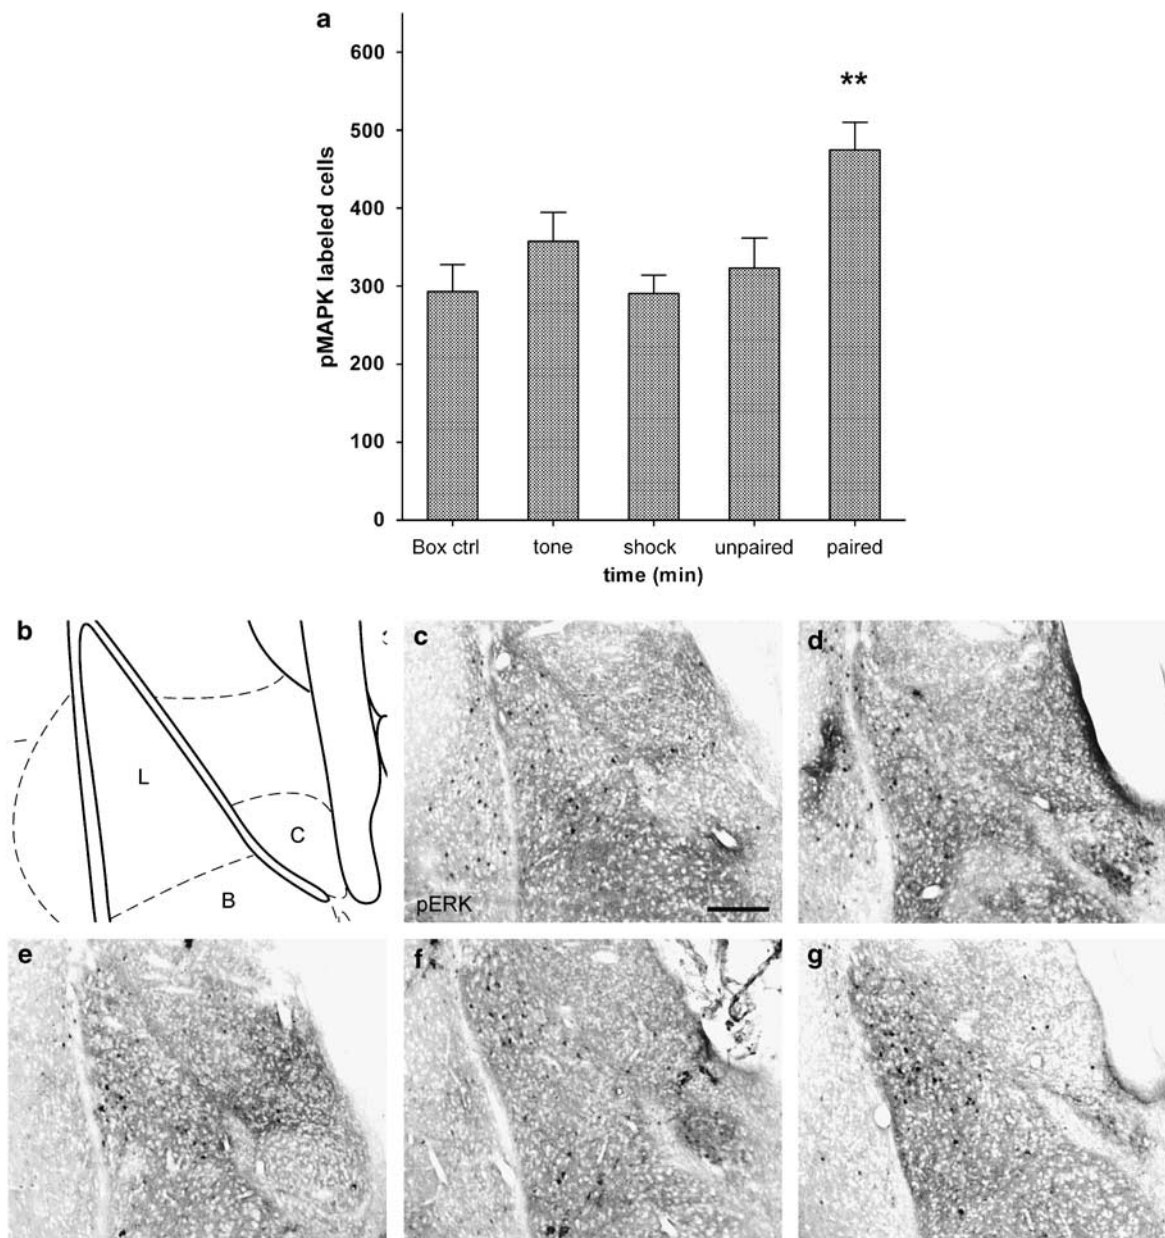 a
pMAPK labeled cells
600
500
400
300
200
100
0
**
Box ctrl tone shock unpaired paired
time (min)
b
L
C
B
c
pERK
d
e
f
g